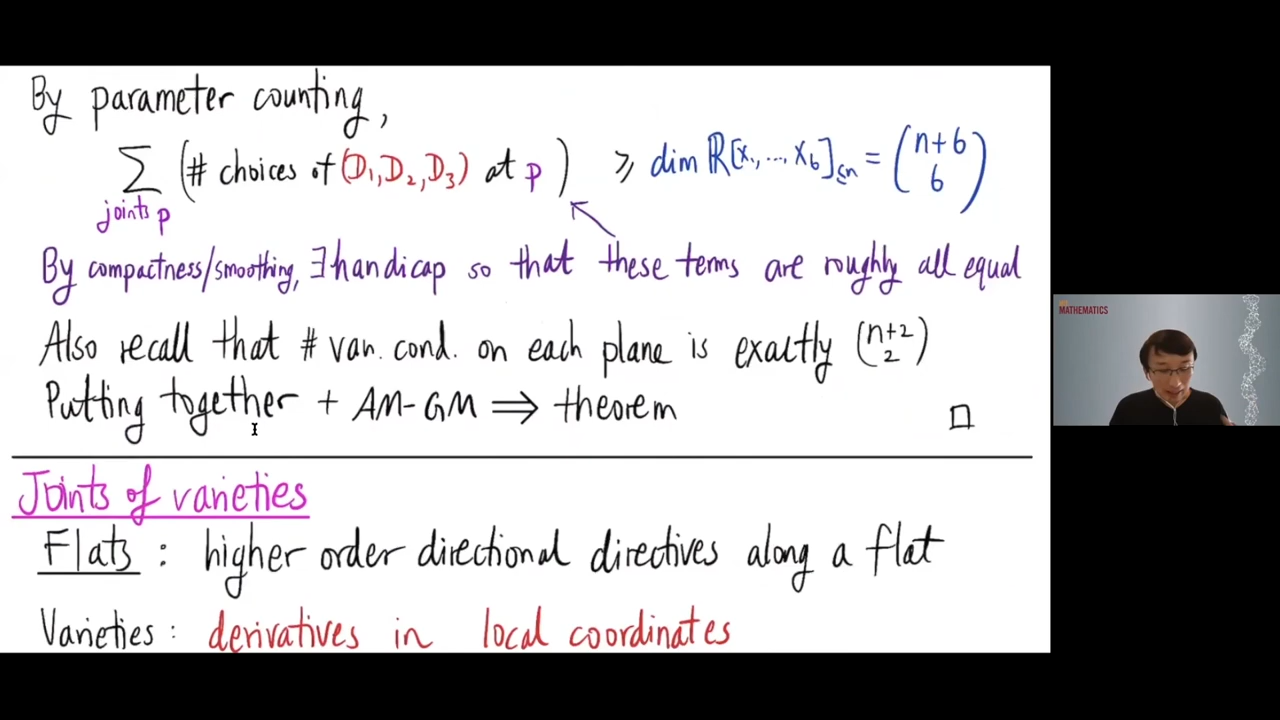 By parameter counting,
∑ (# choices of (D₁,D₂,D₃) at p) ⩾ dim ℝ[x₁,...x₆]≤n = (n+6 6)
joints p
By compactness/smoothing, ∃ handicap so that these terms are roughly all equal
Also recall that # van. cond. on each plane is exactly (n+2 2)
Putting together + AM-GM ⟹ theorem □
Joints of varieties
Flats : higher order directional directives along a flat
Varieties : derivatives in local coordinates
MATHEMATICS